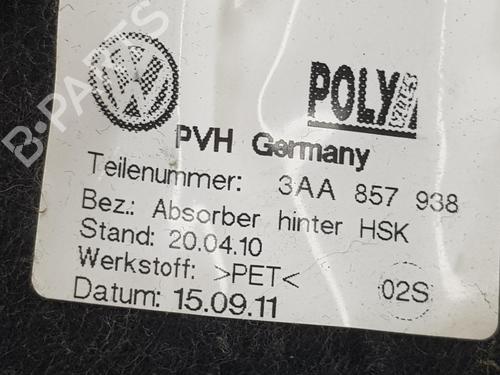 POLY
PVH Germany
Teilenummer: 3AA 857 938
Bez.: Absorber hinter HSK
Stand: 20.04.10
Werkstoff: >PET<
02S
Datum: 15.09.11
B-PARTS